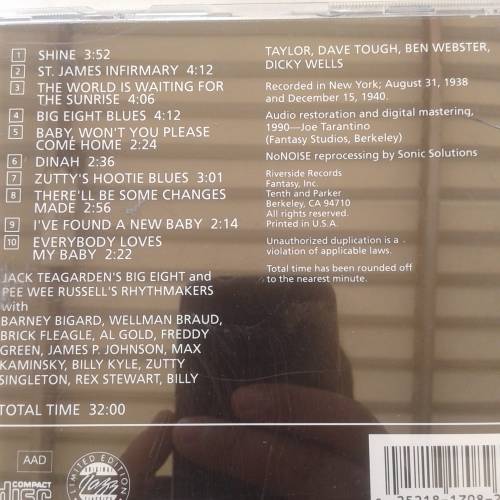 1 SHINE 3:52
2 ST. JAMES INFIRMARY 4:12
3 THE WORLD IS WAITING FOR
THE SUNRISE 4:06
4 BIG EIGHT BLUES 4:12
5 BABY, WON'T YOU PLEASE
COME HOME 2:24
6 DINAH 2:36
7 ZUTTY'S HOOTIE BLUES 3:01
8 THERE'LL BE SOME CHANGES
MADE 2:56
9 I'VE FOUND A NEW BABY 2:14
10 EVERYBODY LOVES
MY BABY 2:22
JACK TEAGARDEN'S BIG EIGHT and
PEE WEE RUSSELL'S RHYTHMAKERS
with
BARNEY BIGARD, WELLMAN BRAUD,
BRICK FLEAGLE, AL GOLD, FREDDY
GREEN, JAMES P. JOHNSON, MAX
KAMINSKY, BILLY KYLE, ZUTTY
SINGLETON, REX STEWART, BILLY
TAYLOR, DAVE TOUGH, BEN WEBSTER,
DICKY WELLS
Recorded in New York; August 31, 1938
and December 15, 1940.
Audio restoration and digital mastering,
1990—Joe Tarantino
(Fantasy Studios, Berkeley)
NoNOISE reprocessing by Sonic Solutions
Riverside Records
Fantasy, Inc.
Tenth and Parker
Berkeley, CA 94710
All rights reserved.
Printed in U.S.A.
Unauthorized duplication is a
violation of applicable laws.
Total time has been rounded off
to the nearest minute.
TOTAL TIME 32:00
AAD
COMPACT
disc
LIMITED EDITION
ORIGINAL
Jazz
25218-1708